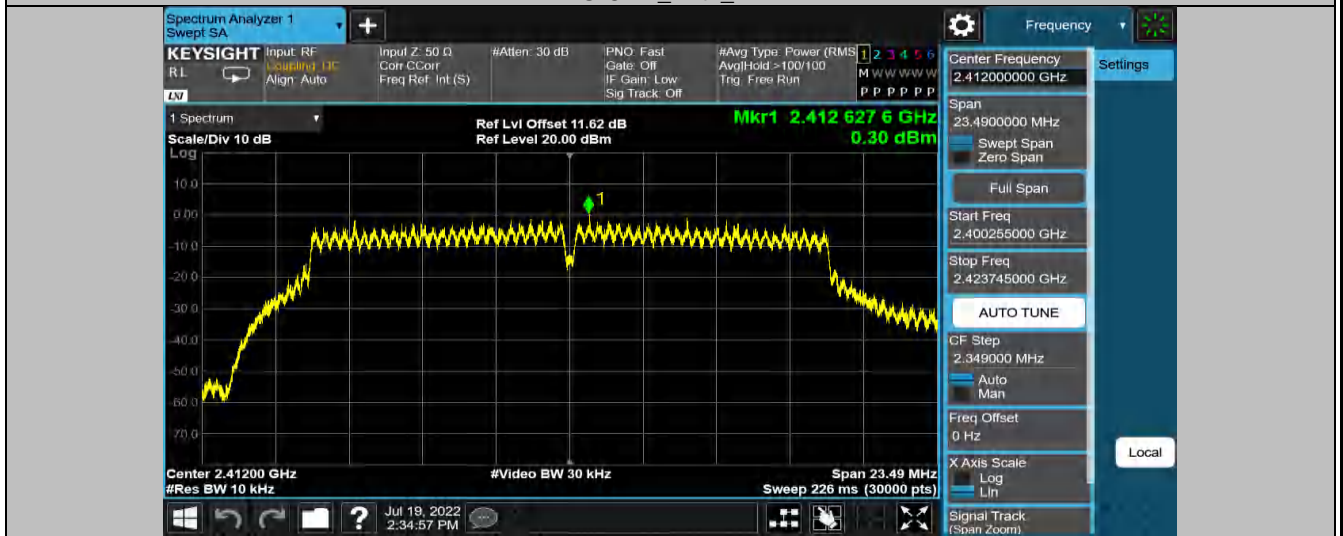 Spectrum Analyzer 1
Swept SA
+
Frequency
KEYSIGHT
RL
LXI
Input: RF
Coupling: DC
Align: Auto
Input Z: 50 Ω
Corr CCorr
Freq Ref: Int (S)
#Atten: 30 dB
PNO: Fast
Gate: Off
IF Gain: Low
Sig Track: Off
#Avg Type: Power (RMS
Avg|Hold >100/100
Trig: Free Run
1 2 3 4 5 6
M W W W W W
P P P P P P
Center Frequency
2.412000000 GHz
Settings
Span
23.4900000 MHz
Swept Span
Zero Span
Full Span
Start Freq
2.400255000 GHz
Stop Freq
2.423745000 GHz
AUTO TUNE
CF Step
2.349000 MHz
Auto
Man
Freq Offset
0 Hz
X Axis Scale
Log
Lin
Signal Track
(Span Zoom)
Local
1 Spectrum
Scale/Div 10 dB
Ref Lvl Offset 11.62 dB
Ref Level 20.00 dBm
Mkr1 2.412 627 6 GHz
0.30 dBm
Log
10.0
0.00
-10.0
-20.0
-30.0
-40.0
-50.0
-60.0
-70.0
1
Center 2.41200 GHz
#Res BW 10 kHz
#Video BW 30 kHz
Span 23.49 MHz
Sweep 226 ms (30000 pts)
?
Jul 19, 2022
2:34:57 PM